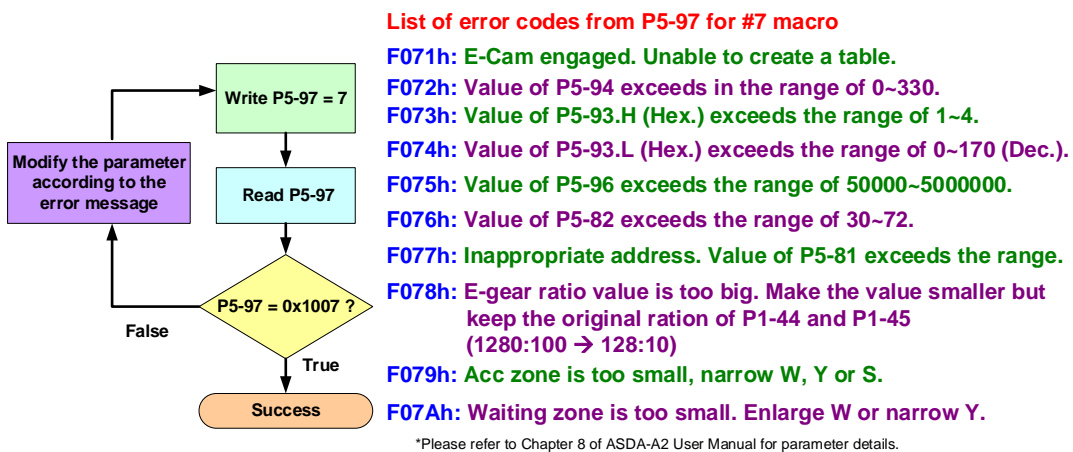 Write P5-97 = 7
Read P5-97
P5-97 = 0x1007 ?
False
True
Success
Modify the parameter
according to the
error message
List of error codes from P5-97 for #7 macro
F071h: E-Cam engaged. Unable to create a table.
F072h: Value of P5-94 exceeds in the range of 0~330.
F073h: Value of P5-93.H (Hex.) exceeds the range of 1~4.
F074h: Value of P5-93.L (Hex.) exceeds the range of 0~170 (Dec.).
F075h: Value of P5-96 exceeds the range of 50000~5000000.
F076h: Value of P5-82 exceeds the range of 30~72.
F077h: Inappropriate address. Value of P5-81 exceeds the range.
F078h: E-gear ratio value is too big. Make the value smaller but
keep the original ration of P1-44 and P1-45
(1280:100 → 128:10)
F079h: Acc zone is too small, narrow W, Y or S.
F07Ah: Waiting zone is too small. Enlarge W or narrow Y.
*Please refer to Chapter 8 of ASDA-A2 User Manual for parameter details.